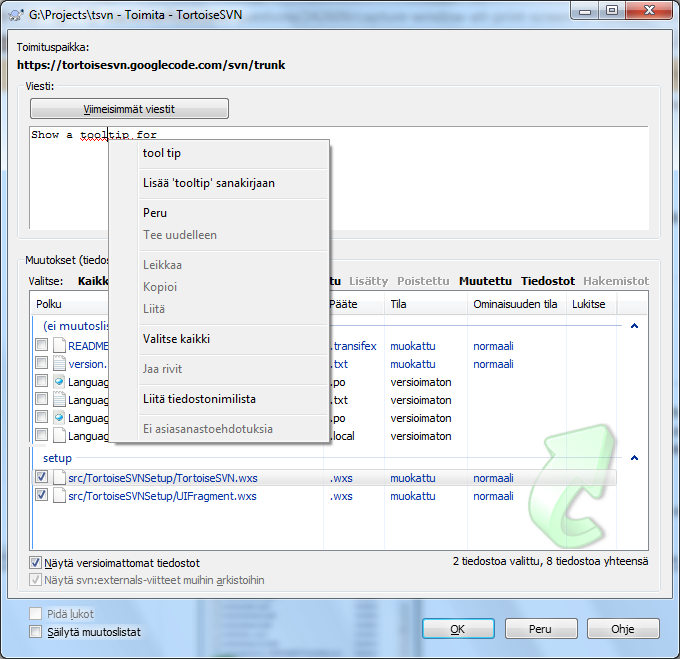 G:\Projects\tsvn - Toimita - TortoiseSVN
Toimituspaikka:
https://tortoisesvn.googlecode.com/svn/trunk
Viesti:
Viimeisimmät viestit
Show a tooltip for
tool tip
Lisää 'tooltip' sanakirjaan
Peru
Tee uudelleen
Leikkaa
Kopioi
Liitä
Valitse kaikki
Jaa rivit
Liitä tiedostonimilista
Ei asiasanastoehdotuksia
Muutokset (tiedos
Valitse: Kaikk tu Lisätty Poistettu Muutettu Tiedostot Hakemistot
Polku Pääte Tila Ominaisuuden tila Lukitse
(ei muutoslis
README .transifex muokattu normaali
version. .txt muokattu normaali
Languag .po versioimaton
Languag .txt versioimaton
Languag .po versioimaton
Languag .local versioimaton
setup
src/TortoiseSVNSetup/TortoiseSVN.wxs .wxs muokattu normaali
src/TortoiseSVNSetup/UIFragment.wxs .wxs muokattu normaali
Näytä versioimattomat tiedostot 2 tiedostoa valittu, 8 tiedostoa yhteensä
Näytä svn:externals-viitteet muihin arkistoihin
Pidä lukot
Säilytä muutoslistat
OK Peru Ohje